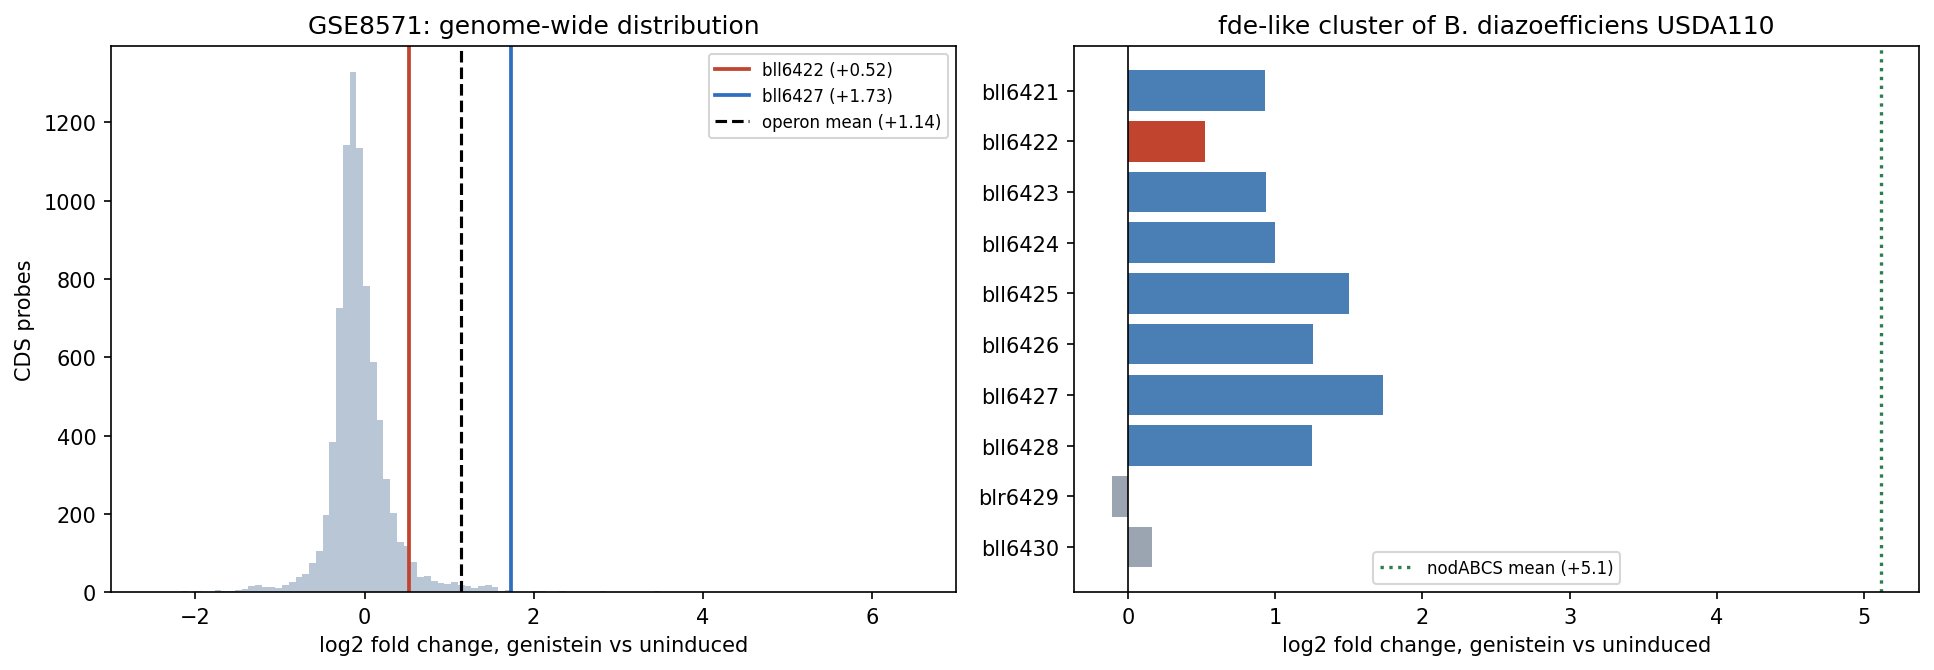 GSE8571: genome-wide distribution
bll6422 (+0.52)
bll6427 (+1.73)
operon mean (+1.14)
CDS probes
1200
1000
800
600
400
200
0
−2
0
2
4
6
log2 fold change, genistein vs uninduced
fde-like cluster of B. diazoefficiens USDA110
bll6421
bll6422
bll6423
bll6424
bll6425
bll6426
bll6427
bll6428
blr6429
bll6430
nodABCS mean (+5.1)
0
1
2
3
4
5
log2 fold change, genistein vs uninduced